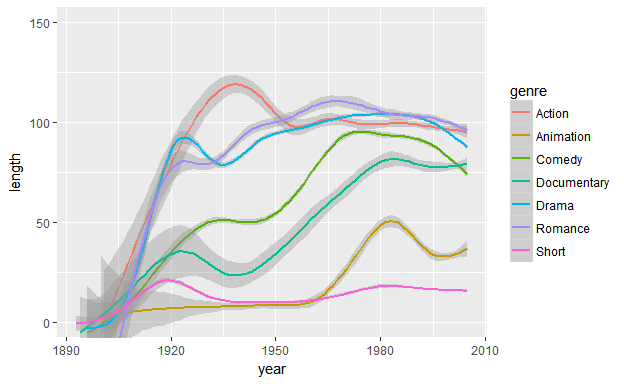 150
100
50
0
length
1890
1920
1950
1980
2010
year
genre
Action
Animation
Comedy
Documentary
Drama
Romance
Short